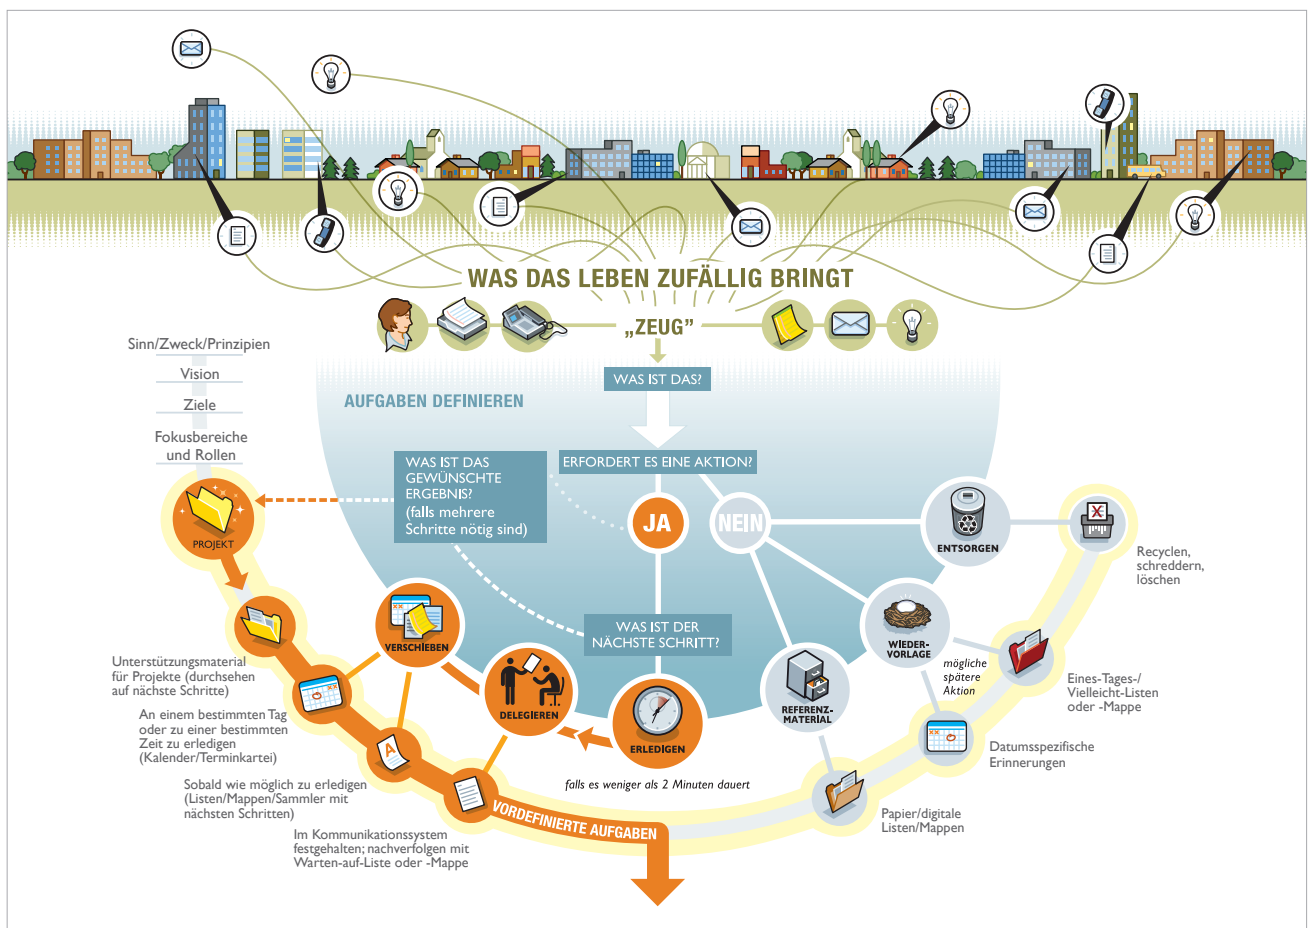 WAS DAS LEBEN ZUFÄLLIG BRINGT
„ZEUG”
Sinn/Zweck/Prinzipien
Vision
Ziele
Fokusbereiche
und Rollen
WAS IST DAS?
AUFGABEN DEFINIEREN
WAS IST DAS
GEWÜNSCHTE
ERGEBNIS?
(falls mehrere
Schritte nötig sind)
ERFORDERT ES EINE AKTION?
JA
NEIN
PROJEKT
ENTSORGEN
Recyclen,
schreddern,
löschen
WAS IST DER
NÄCHSTE SCHRITT?
VERSCHIEBEN
WIEDER-
VORLAGE
mögliche
spätere
Aktion
Unterstützungsmaterial
für Projekte (durchsehen
auf nächste Schritte)
Eines-Tages-/
Vielleicht-Listen
oder -Mappe
DELEGIEREN
REFERENZ-
MATERIAL
An einem bestimmten Tag
oder zu einer bestimmten
Zeit zu erledigen
(Kalender/Terminkartei)
ERLEDIGEN
Datumsspezifische
Erinnerungen
falls es weniger als 2 Minuten dauert
Sobald wie möglich zu erledigen
(Listen/Mappen/Sammler mit
nächsten Schritten)
A
Papier/digitale
Listen/Mappen
VORDEFINIERTE AUFGABEN
Im Kommunikationssystem
festgehalten; nachverfolgen mit
Warten-auf-Liste oder -Mappe